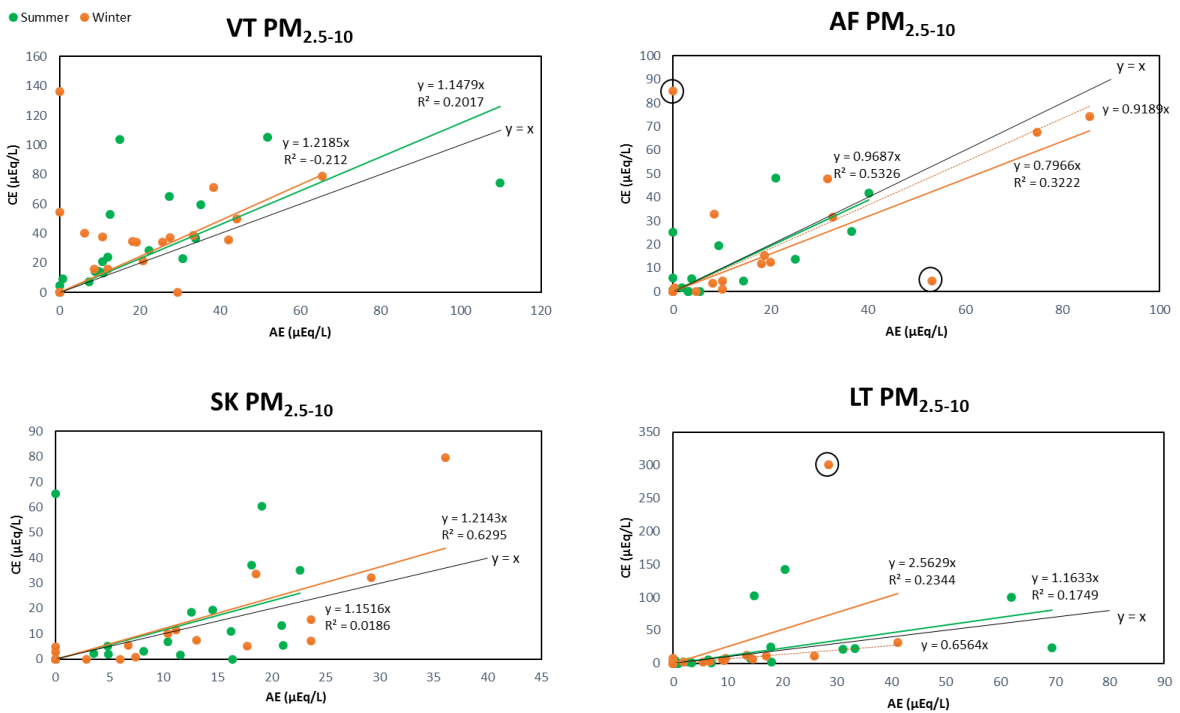 Summer Winter
VT PM2.5-10
160
140
120
100
80
60
40
20
0
0 20 40 60 80 100 120
CE (µEq/L)
AE (µEq/L)
y = 1.1479x
R² = 0.2017
y = 1.2185x
R² = -0.212
y = x
AF PM2.5-10
100
90
80
70
60
50
40
30
20
10
0
0 20 40 60 80 100
CE (µEq/L)
AE (µEq/L)
y = x
y = 0.9189x
y = 0.9687x
R² = 0.5326
y = 0.7966x
R² = 0.3222
SK PM2.5-10
90
80
70
60
50
40
30
20
10
0
0 5 10 15 20 25 30 35 40 45
CE (µEq/L)
AE (µEq/L)
y = 1.2143x
R² = 0.6295
y = x
y = 1.1516x
R² = 0.0186
LT PM2.5-10
350
300
250
200
150
100
50
0
0 10 20 30 40 50 60 70 80 90
CE (µEq/L)
AE (µEq/L)
y = 2.5629x
R² = 0.2344
y = 1.1633x
R² = 0.1749
y = x
y = 0.6564x